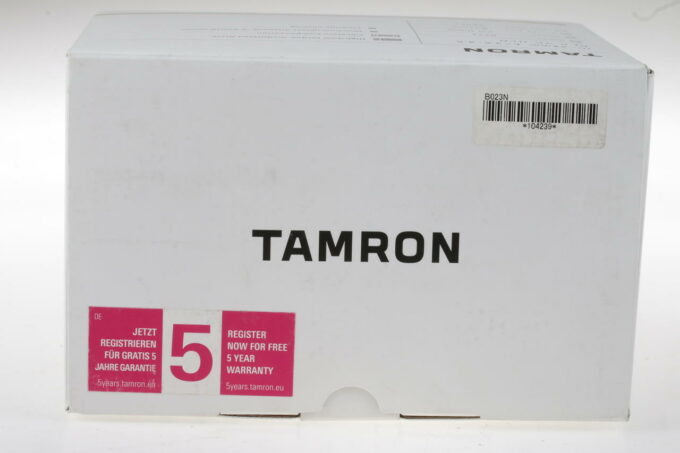 TAMRON
B023N
*104239*
TAMRON
DE
JETZT
REGISTRIEREN
FÜR GRATIS 5
JAHRE GARANTIE
5years.tamron.eu
5
REGISTER
NOW FOR FREE
5 YEAR
WARRANTY
5years.tamron.eu